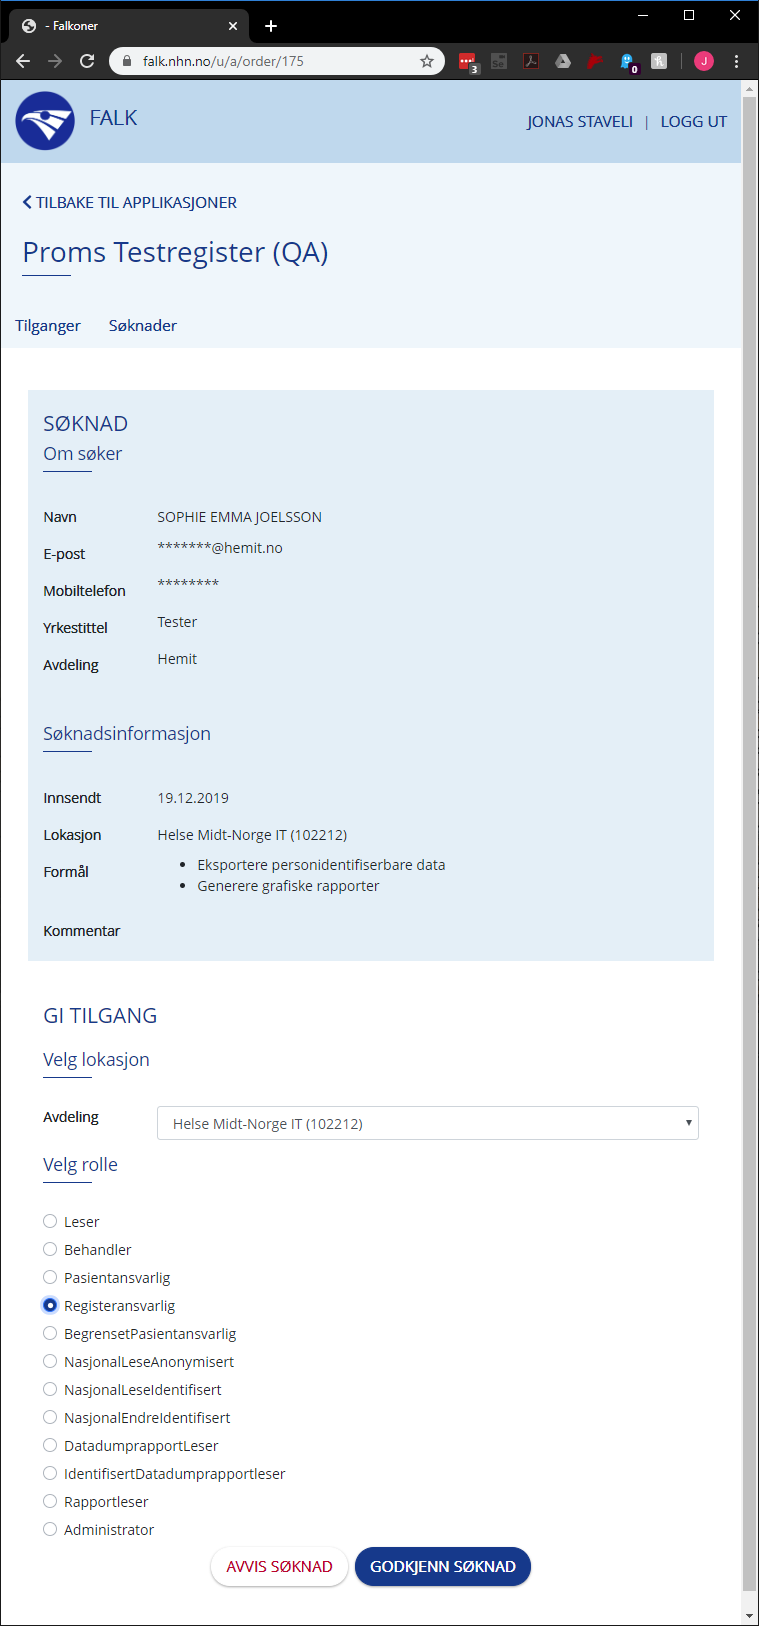 - Falkoner
falk.nhn.no/u/a/order/175
3
0
J
FALK
JONAS STAVELI | LOGG UT
TILBAKE TIL APPLIKASJONER
Proms Testregister (QA)
Tilganger Søknader
SØKNAD
Om søker
Navn SOPHIE EMMA JOELSSON
E-post *******@hemit.no
Mobiltelefon ********
Yrkestittel Tester
Avdeling Hemit
Søknadsinformasjon
Innsendt 19.12.2019
Lokasjon Helse Midt-Norge IT (102212)
Formål • Eksportere personidentifiserbare data
• Generere grafiske rapporter
Kommentar
GI TILGANG
Velg lokasjon
Avdeling Helse Midt-Norge IT (102212)
Velg rolle
Leser
Behandler
Pasientansvarlig
Registeransvarlig
BegrensetPasientansvarlig
NasjonalLeseAnonymisert
NasjonalLeseIdentifisert
NasjonalEndreIdentifisert
DatadumprapportLeser
IdentifisertDatadumprapportleser
Rapportleser
Administrator
AVVIS SØKNAD GODKJENN SØKNAD